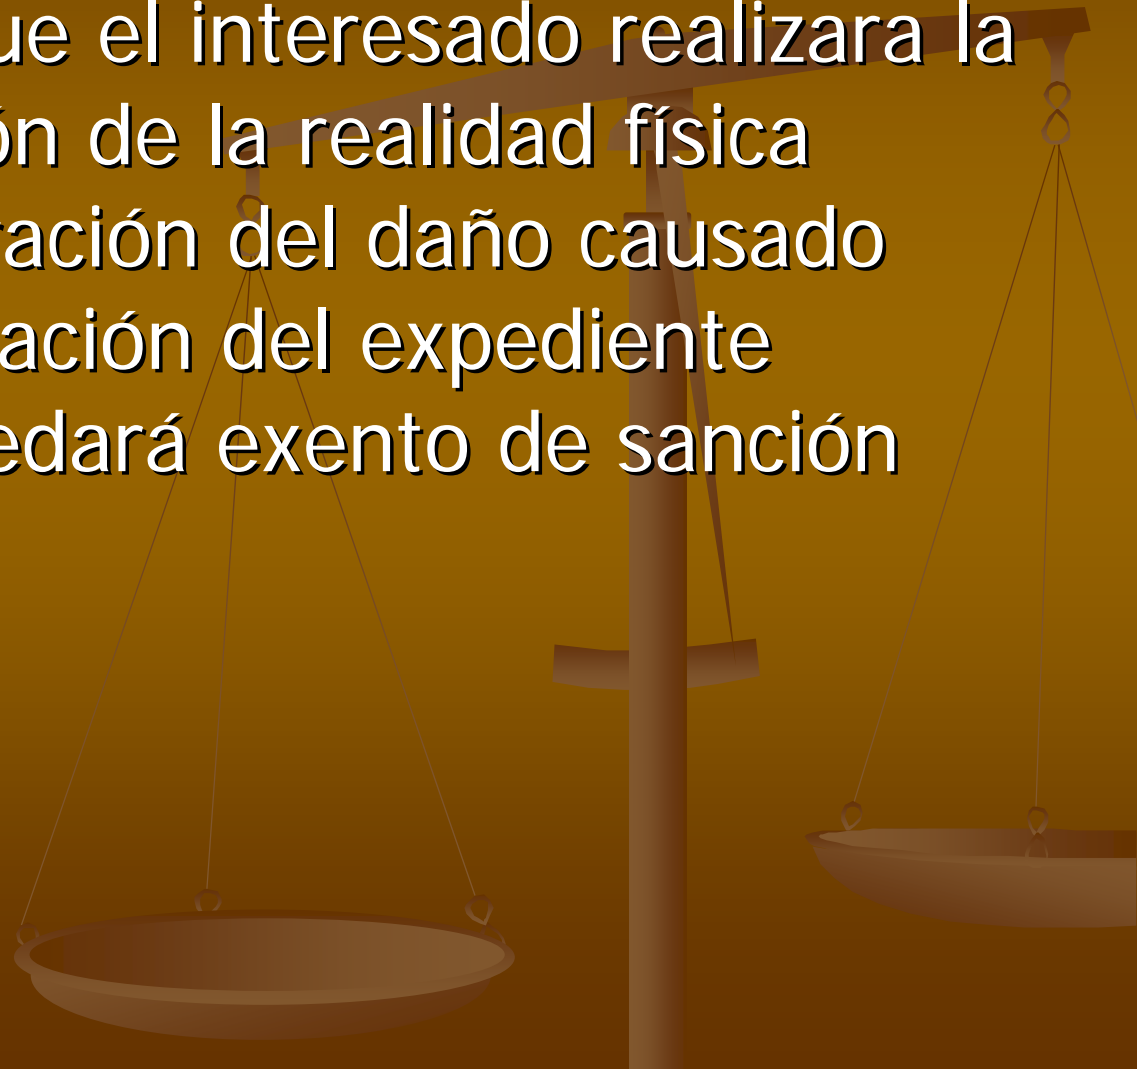 ue el interesado realizara la
ón de la realidad física
ración del daño causado
ación del expediente
edará exento de sanción